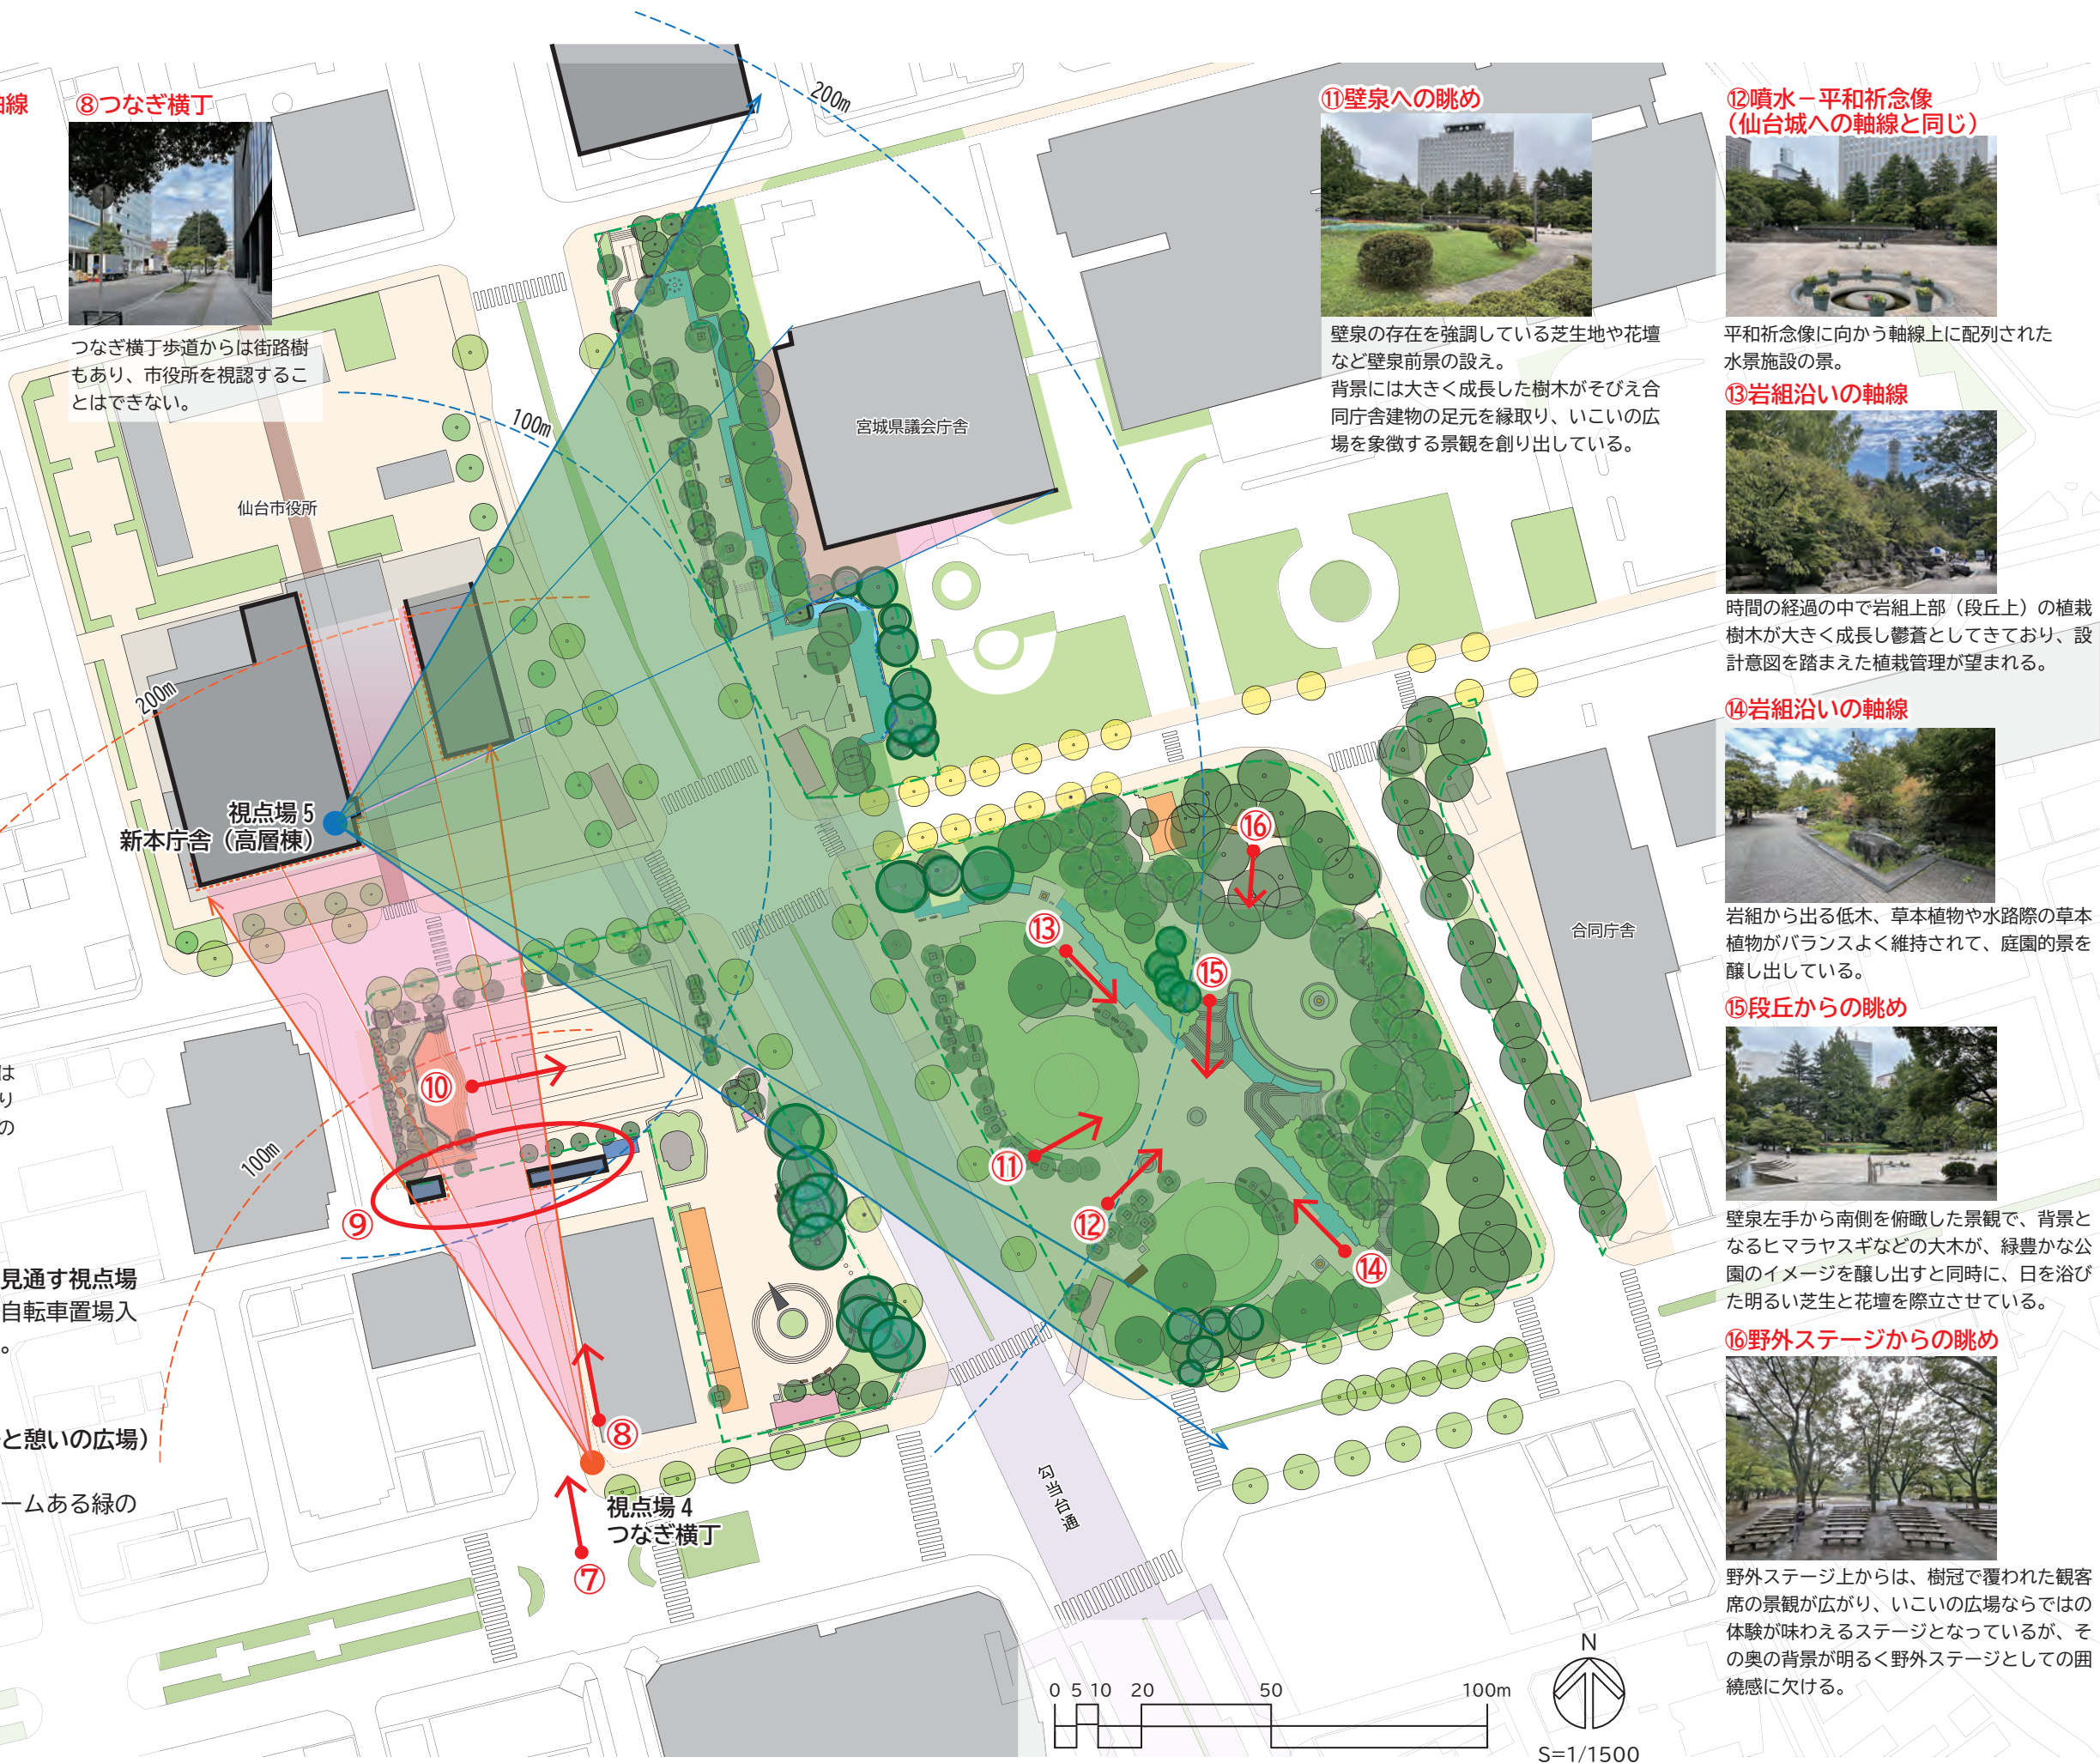 軸線
⑧つなぎ横丁
つなぎ横丁歩道からは街路樹
もあり、市役所を視認するこ
とはできない。
仙台市役所
200m
100m
宮城県議会庁舎
200m
視点場 5
新本庁舎（高層棟）
100m
⑬
⑯
⑮
⑩
⑪
⑫
⑭
⑨
⑧
⑦
視点場 4
つなぎ横丁
勾当台通
合同庁舎
は
り
の
見通す視点場
自転車置場入
。
と憩いの広場）
ームある緑の
⑪壁泉への眺め
壁泉の存在を強調している芝生地や花壇
など壁泉前景の設え。
背景には大きく成長した樹木がそびえ合
同庁舎建物の足元を縁取り、いこいの広
場を象徴する景観を創り出している。
⑫噴水－平和祈念像
（仙台城への軸線と同じ）
平和祈念像に向かう軸線上に配列された
水景施設の景。
⑬岩組沿いの軸線
時間の経過の中で岩組上部（段丘上）の植栽
樹木が大きく成長し鬱蒼としてきており、設
計意図を踏まえた植栽管理が望まれる。
⑭岩組沿いの軸線
岩組から出る低木、草本植物や水路際の草本
植物がバランスよく維持されて、庭園的景を
醸し出している。
⑮段丘からの眺め
壁泉左手から南側を俯瞰した景観で、背景と
なるヒマラヤスギなどの大木が、緑豊かな公
園のイメージを醸し出すと同時に、日を浴び
た明るい芝生と花壇を際立させている。
⑯野外ステージからの眺め
野外ステージ上からは、樹冠で覆われた観客
席の景観が広がり、いこいの広場ならではの
体験が味わえるステージとなっているが、そ
の奥の背景が明るく野外ステージとしての囲
繞感に欠ける。
0 5 10 20 50 100m
N
S=1/1500